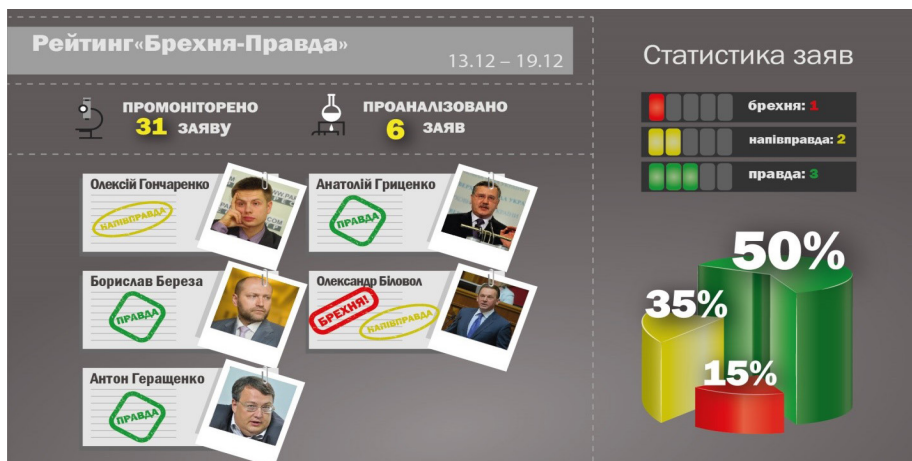 Рейтинг«Брехня-Правда»
13.12 – 19.12
ПРОМОНІТОРЕНО
31 ЗАЯВУ
ПРОАНАЛІЗОВАНО
6 ЗАЯВ
Олексій Гончаренко
НАПІВПРАВДА
Анатолій Гриценко
ПРАВДА
Борислав Береза
ПРАВДА
Олександр Біловол
БРЕХНЯ!
НАПІВПРАВДА
Антон Геращенко
ПРАВДА
Статистика заяв
брехня: 1
напівправда: 2
правда: 3
50%
35%
15%